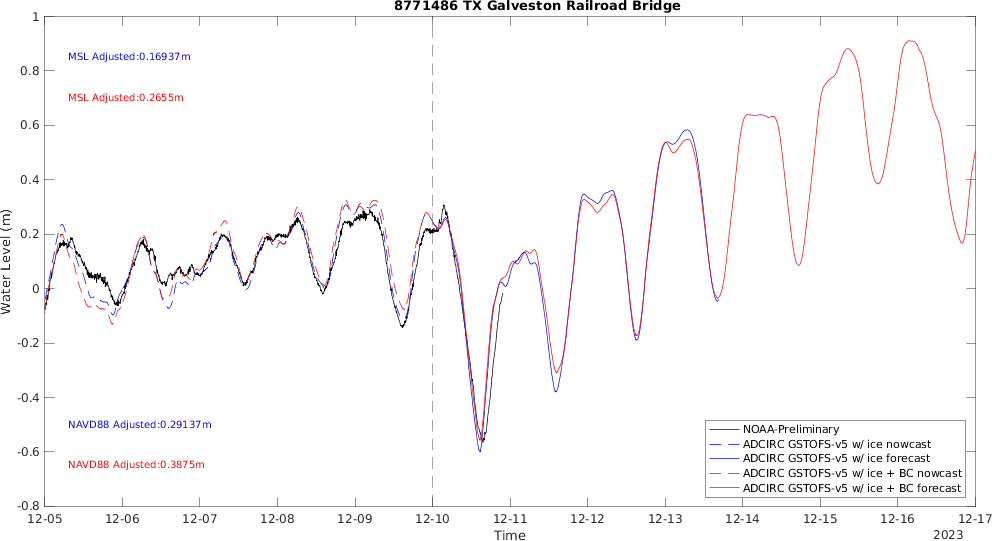 8771486 TX Galveston Railroad Bridge
1
0.8
0.6
0.4
0.2
0
-0.2
-0.4
-0.6
-0.8
Water Level (m)
MSL Adjusted:0.16937m
MSL Adjusted:0.2655m
NAVD88 Adjusted:0.29137m
NAVD88 Adjusted:0.3875m
NOAA-Preliminary
ADCIRC GSTOFS-v5 w/ ice nowcast
ADCIRC GSTOFS-v5 w/ ice forecast
ADCIRC GSTOFS-v5 w/ ice + BC nowcast
ADCIRC GSTOFS-v5 w/ ice + BC forecast
12-05 12-06 12-07 12-08 12-09 12-10 12-11 12-12 12-13 12-14 12-15 12-16 12-17
Time
2023